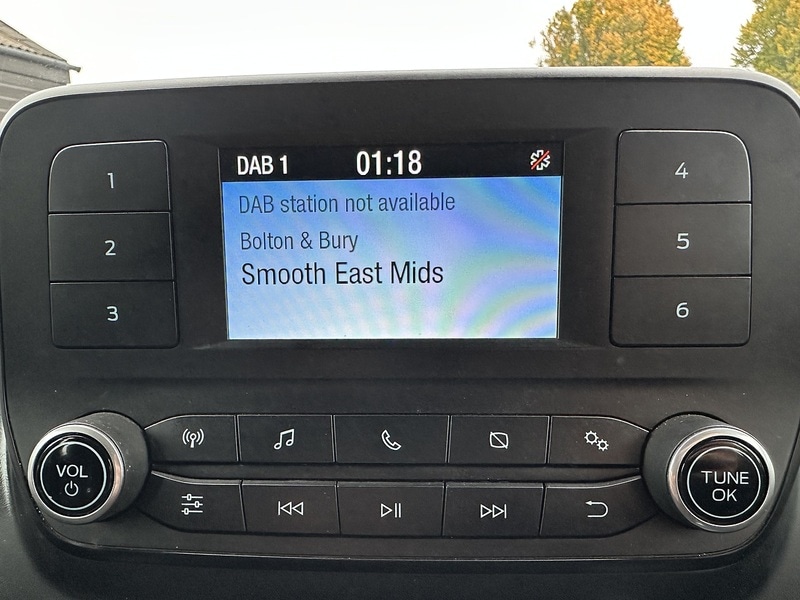 DAB 1 01:18
DAB station not available
Bolton & Bury
Smooth East Mids
1
2
3
4
5
6
VOL
TUNE
OK